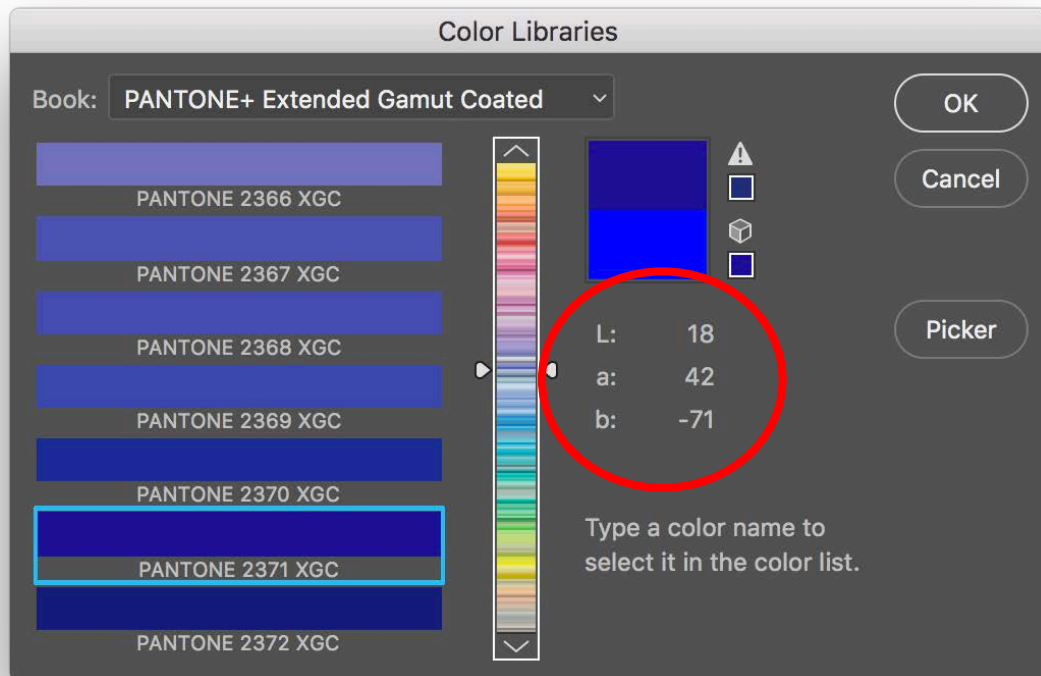 Color Libraries
Book: PANTONE+ Extended Gamut Coated
OK
Cancel
Picker
PANTONE 2366 XGC
PANTONE 2367 XGC
PANTONE 2368 XGC
PANTONE 2369 XGC
PANTONE 2370 XGC
PANTONE 2371 XGC
PANTONE 2372 XGC
L: 18
a: 42
b: -71
Type a color name to
select it in the color list.